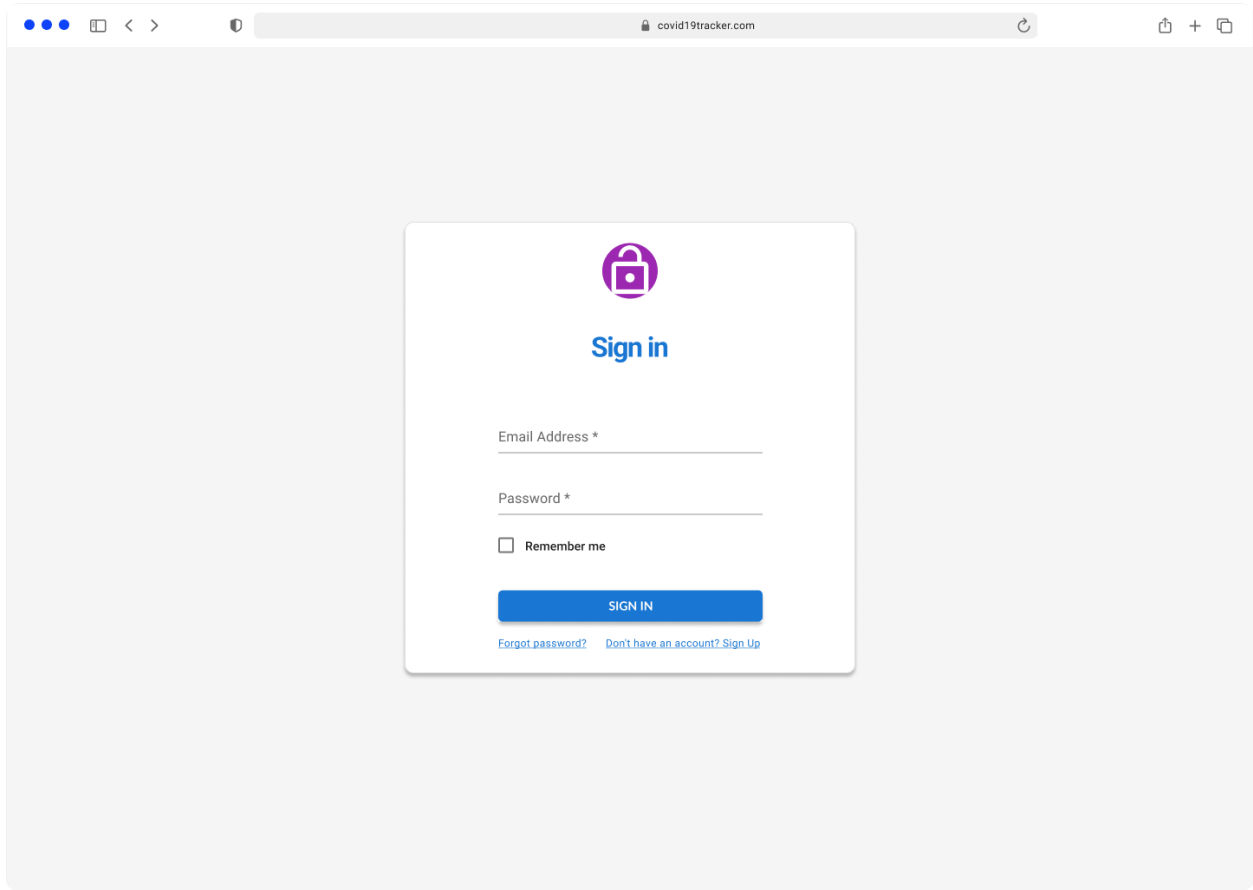 covid19tracker.com
Sign in
Email Address *
Password *
Remember me
SIGN IN
Forgot password? Don't have an account? Sign Up